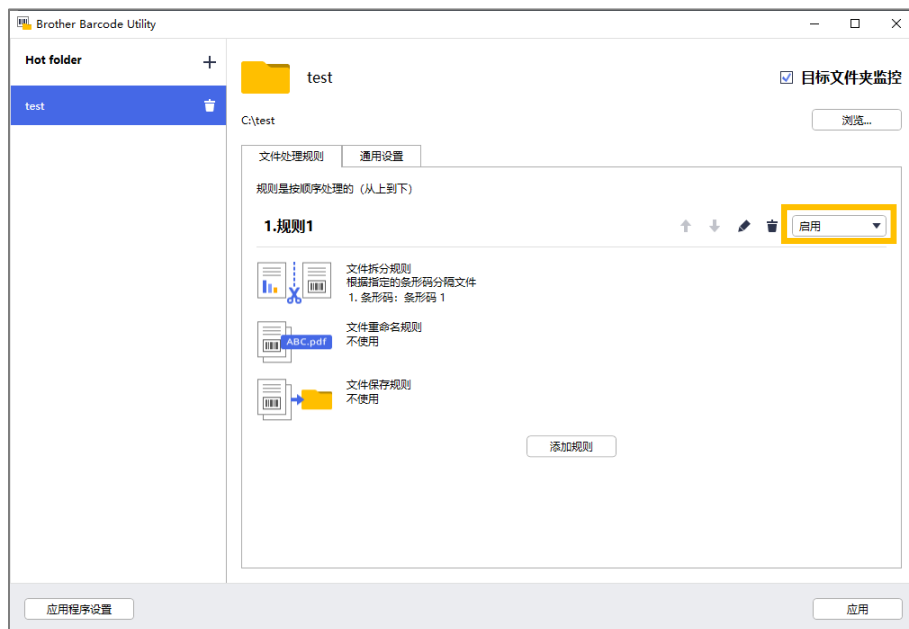 Brother Barcode Utility
Hot folder
test
test
目标文件夹监控
C:\test
浏览...
文件处理规则
通用设置
规则是按顺序处理的（从上到下）
1.规则1
启用
文件拆分规则
根据指定的条形码分隔文件
1. 条形码：条形码 1
文件重命名规则
ABC.pdf
不使用
文件保存规则
不使用
添加规则
应用程序设置
应用